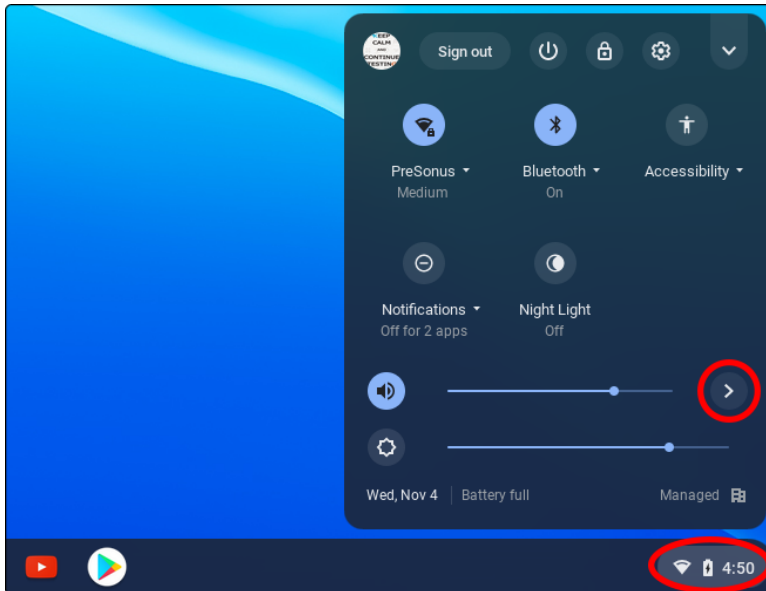 KEEP
CALM
AND
CONTINUE
TESTING
Sign out
PreSonus
Medium
Bluetooth
On
Accessibility
Notifications
Off for 2 apps
Night Light
Off
Wed, Nov 4
Battery full
Managed
4:50